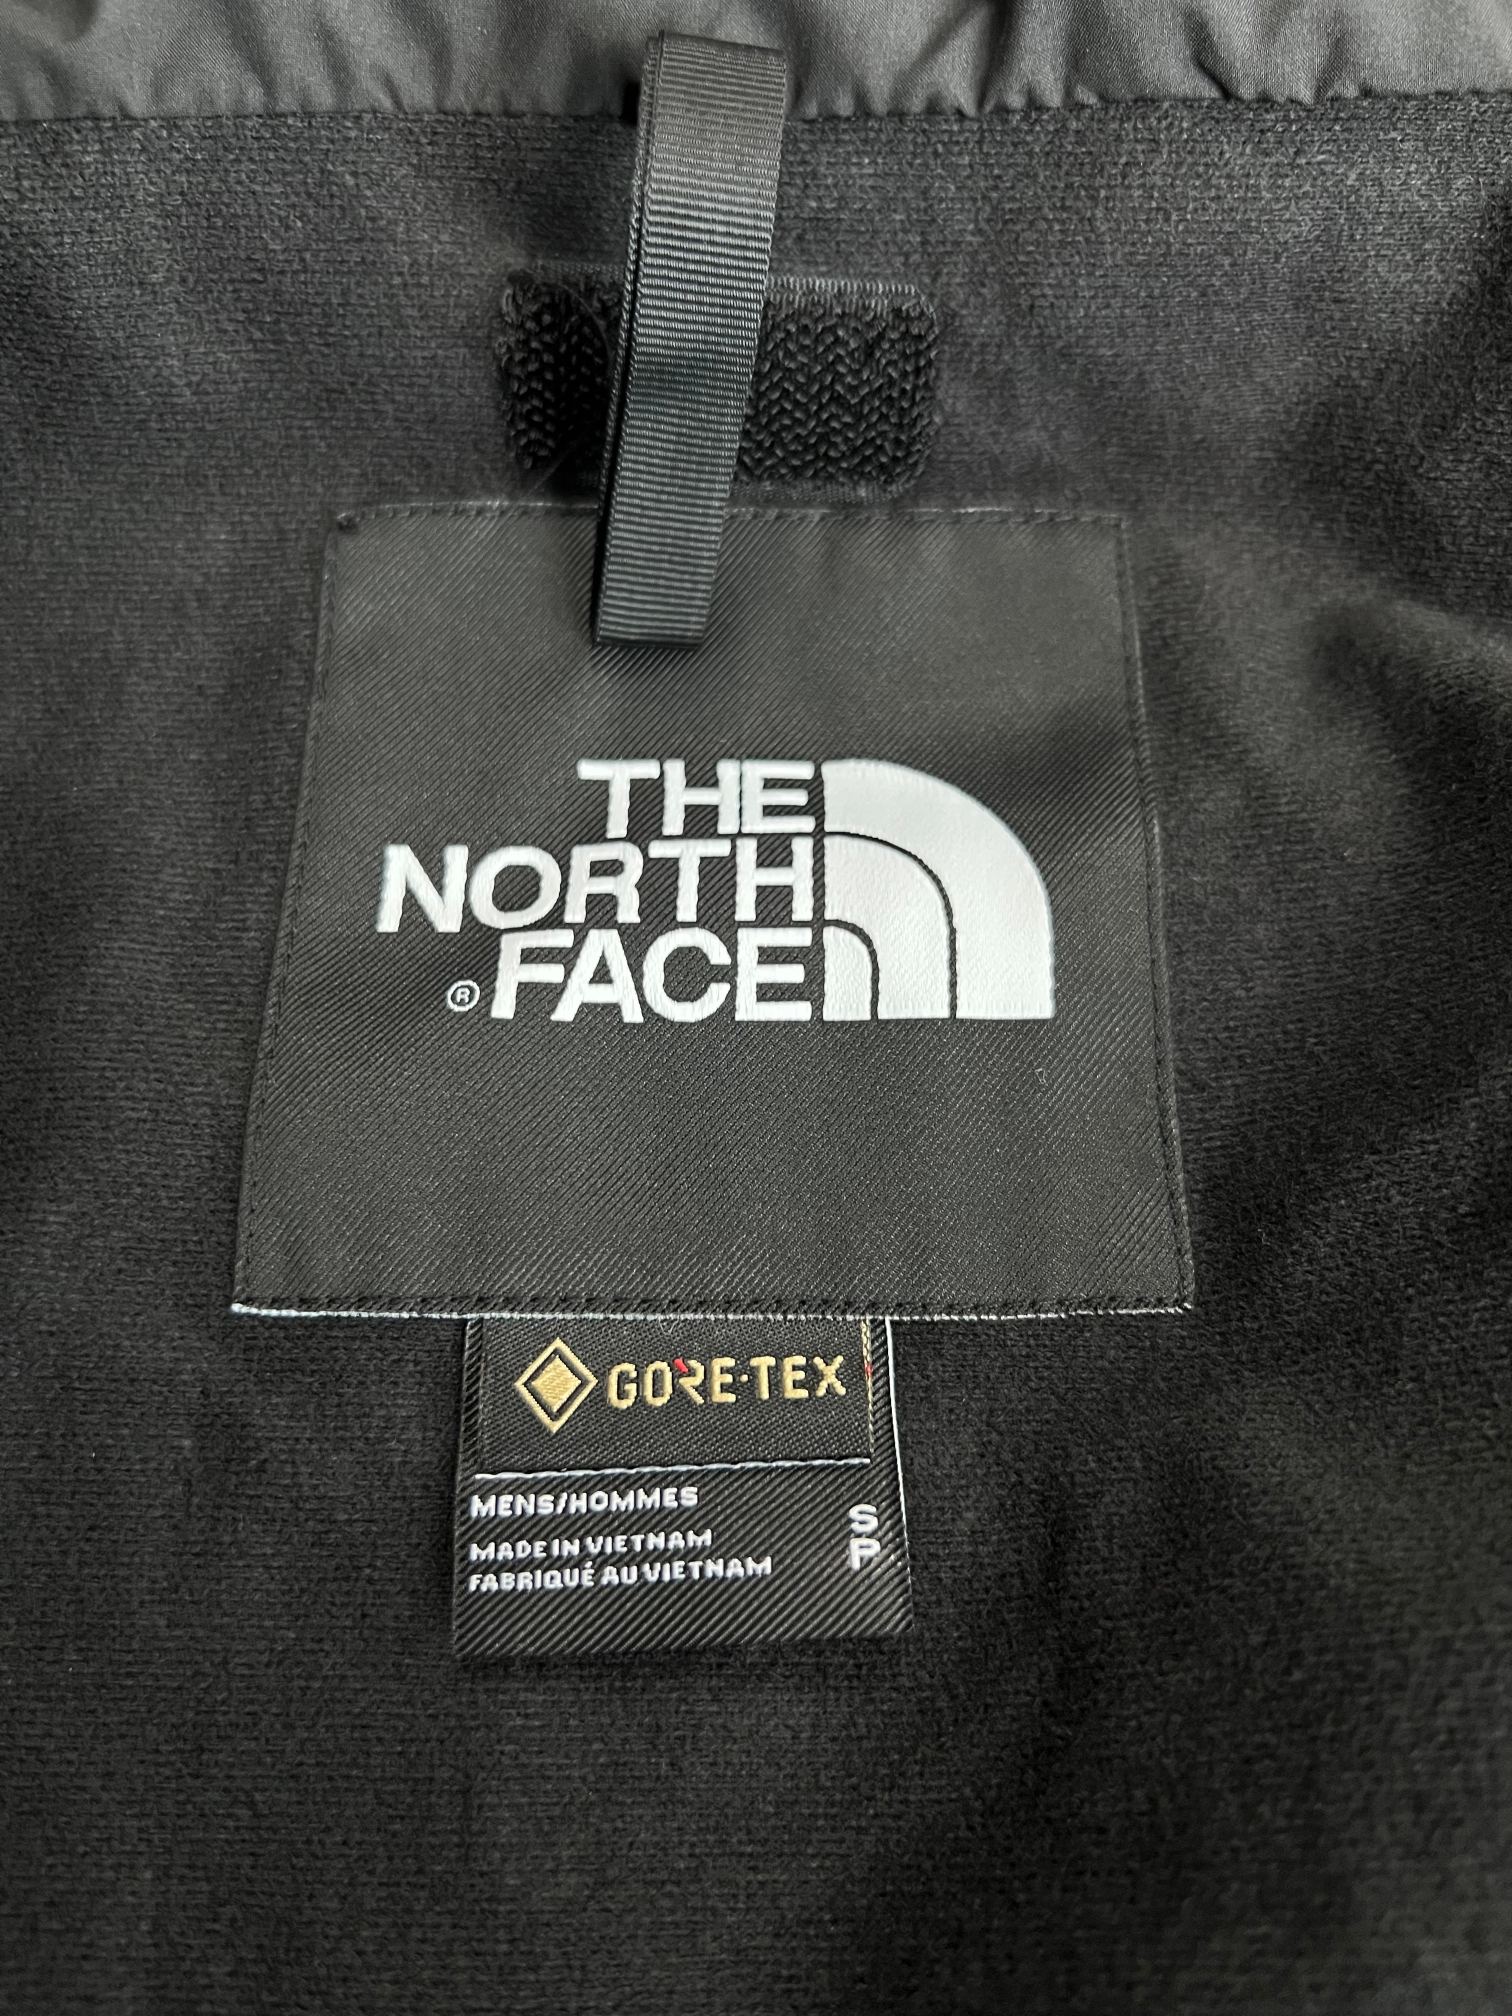 THE
NORTH
® FACE
GORE-TEX
MENS/HOMMES
MADE IN VIETNAM
FABRIQUÉ AU VIETNAM
S
P